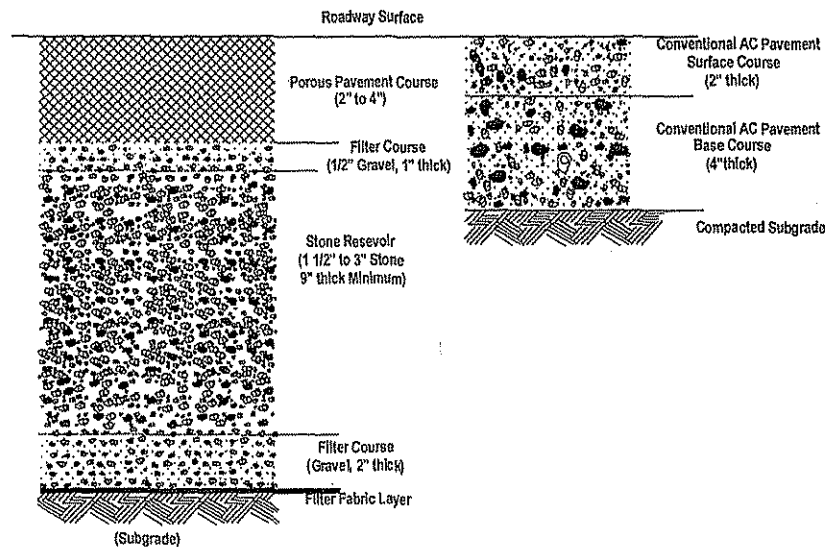 Roadway Surface
Porous Pavement Course
(2" to 4")
Filter Course
(1/2" Gravel, 1" thick)
Stone Resevoir
(1 1/2" to 3" Stone
9" thick Minimum)
Filter Course
(Gravel, 2" thick)
Filter Fabric Layer
(Subgrade)
Conventional AC Pavement
Surface Course
(2" thick)
Conventional AC Pavement
Base Course
(4"thick)
Compacted Subgrade